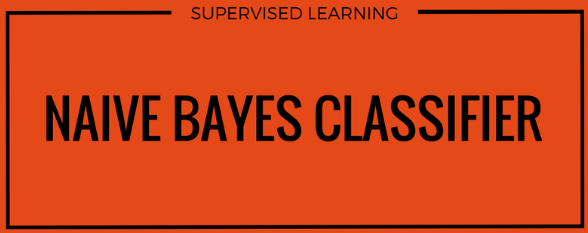 SUPERVISED LEARNING
NAIVE BAYES CLASSIFIER